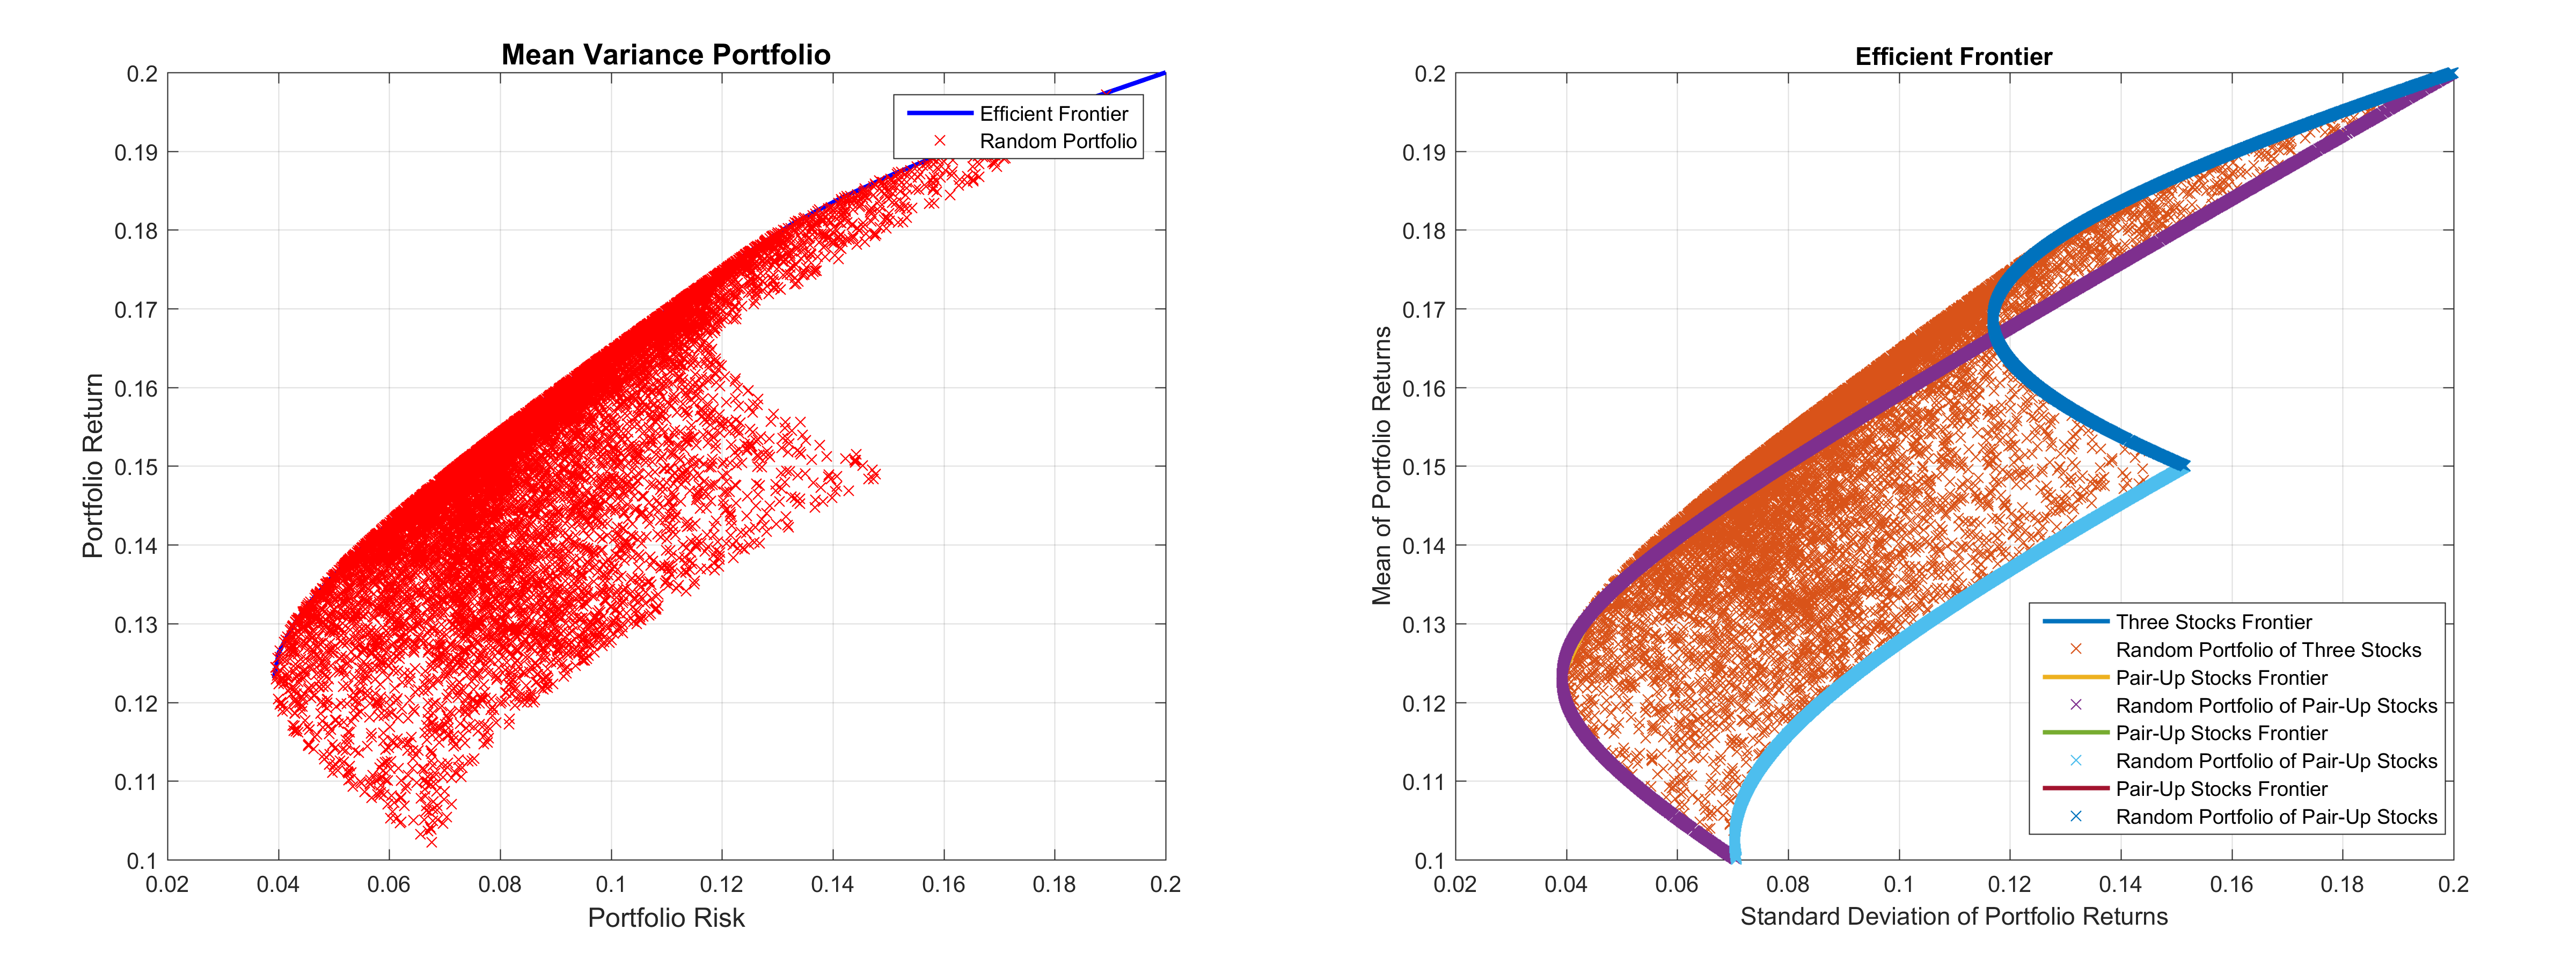 Mean Variance Portfolio
0.2
0.19
0.18
0.17
0.16
0.15
0.14
0.13
0.12
0.11
0.1
Portfolio Return
Efficient Frontier
Random Portfolio
0.02 0.04 0.06 0.08 0.1 0.12 0.14 0.16 0.18 0.2
Portfolio Risk
Efficient Frontier
0.2
0.19
0.18
0.17
0.16
0.15
0.14
0.13
0.12
0.11
0.1
Mean of Portfolio Returns
Three Stocks Frontier
Random Portfolio of Three Stocks
Pair-Up Stocks Frontier
Random Portfolio of Pair-Up Stocks
Pair-Up Stocks Frontier
Random Portfolio of Pair-Up Stocks
Pair-Up Stocks Frontier
Random Portfolio of Pair-Up Stocks
0.02 0.04 0.06 0.08 0.1 0.12 0.14 0.16 0.18 0.2
Standard Deviation of Portfolio Returns